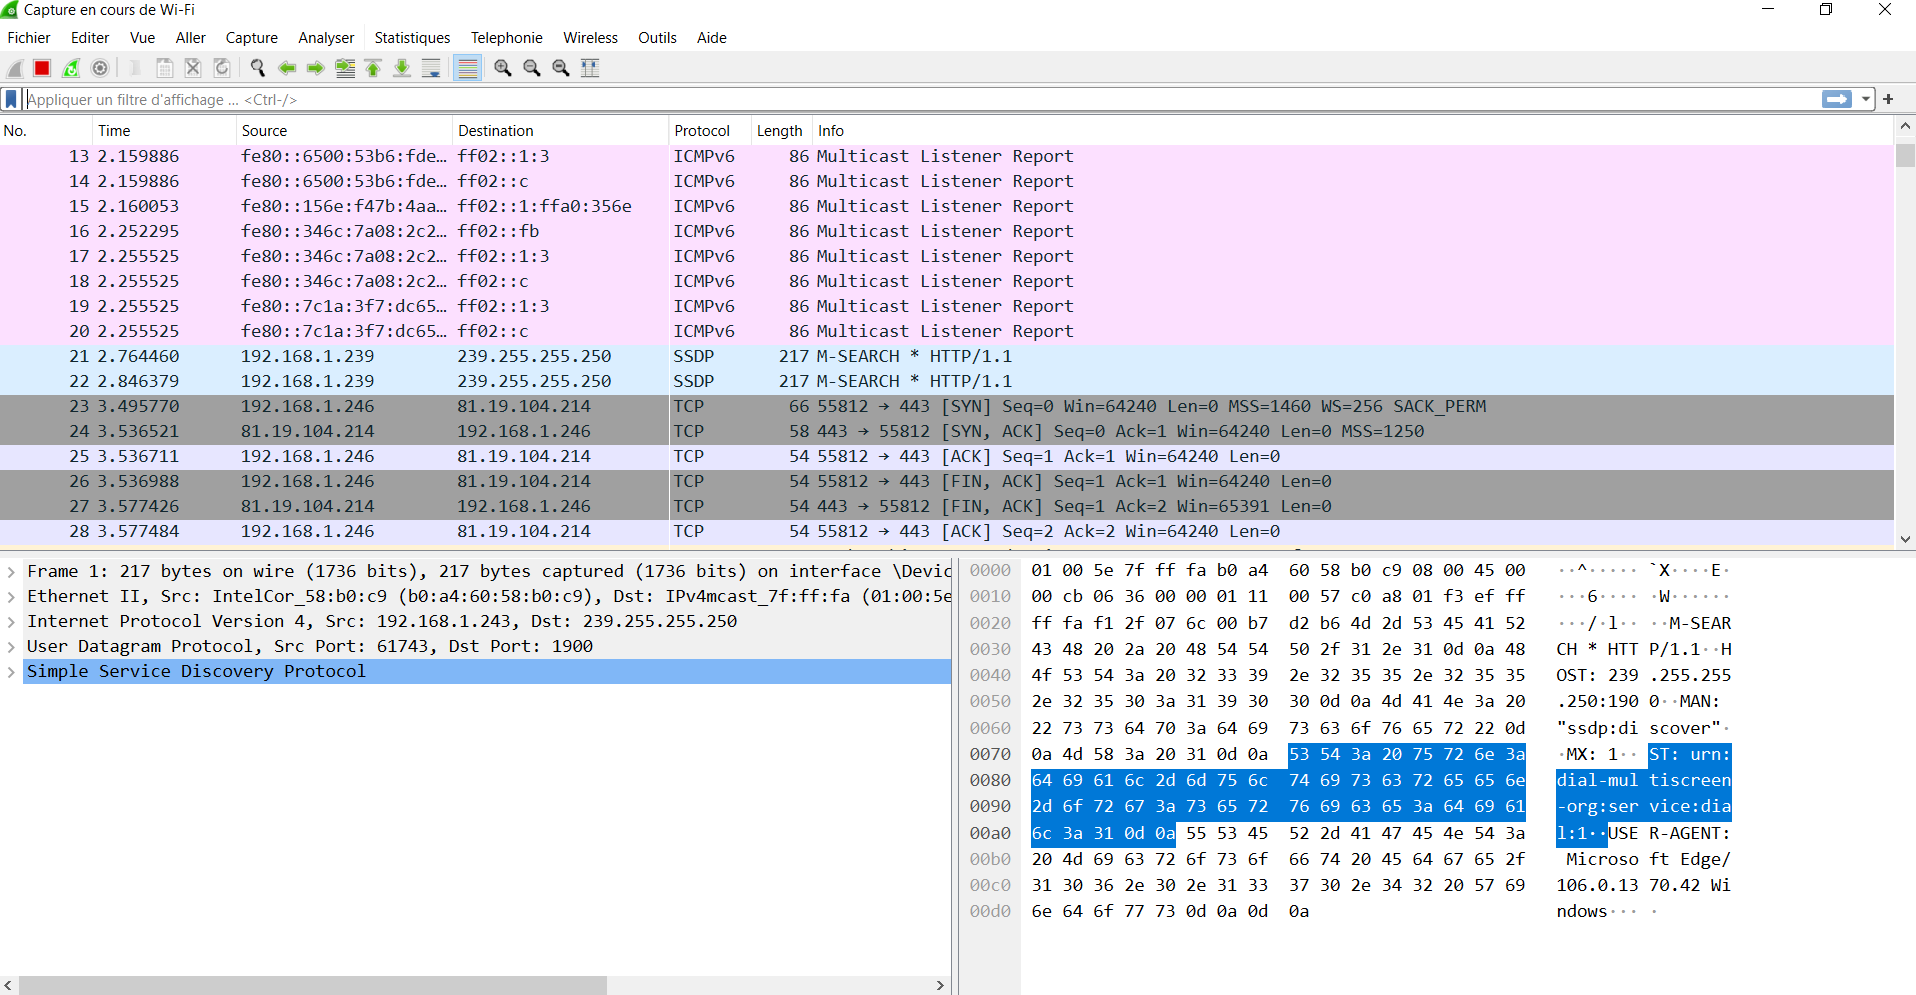 Capture en cours de Wi-Fi
Fichier Editer Vue Aller Capture Analyser Statistiques Telephonie Wireless Outils Aide
Appliquer un filtre d'affichage ... <Ctrl-/>
No. Time Source Destination Protocol Length Info
13 2.159886 fe80::6500:53b6:fde… ff02::1:3 ICMPv6 86 Multicast Listener Report
14 2.159886 fe80::6500:53b6:fde… ff02::c ICMPv6 86 Multicast Listener Report
15 2.160053 fe80::156e:f47b:4aa… ff02::1:ffa0:356e ICMPv6 86 Multicast Listener Report
16 2.252295 fe80::346c:7a08:2c2… ff02::fb ICMPv6 86 Multicast Listener Report
17 2.255525 fe80::346c:7a08:2c2… ff02::1:3 ICMPv6 86 Multicast Listener Report
18 2.255525 fe80::346c:7a08:2c2… ff02::c ICMPv6 86 Multicast Listener Report
19 2.255525 fe80::7c1a:3f7:dc65… ff02::1:3 ICMPv6 86 Multicast Listener Report
20 2.255525 fe80::7c1a:3f7:dc65… ff02::c ICMPv6 86 Multicast Listener Report
21 2.764460 192.168.1.239 239.255.255.250 SSDP 217 M-SEARCH * HTTP/1.1
22 2.846379 192.168.1.239 239.255.255.250 SSDP 217 M-SEARCH * HTTP/1.1
23 3.495770 192.168.1.246 81.19.104.214 TCP 66 55812 → 443 [SYN] Seq=0 Win=64240 Len=0 MSS=1460 WS=256 SACK_PERM
24 3.536521 81.19.104.214 192.168.1.246 TCP 58 443 → 55812 [SYN, ACK] Seq=0 Ack=1 Win=64240 Len=0 MSS=1250
25 3.536711 192.168.1.246 81.19.104.214 TCP 54 55812 → 443 [ACK] Seq=1 Ack=1 Win=64240 Len=0
26 3.536988 192.168.1.246 81.19.104.214 TCP 54 55812 → 443 [FIN, ACK] Seq=1 Ack=1 Win=64240 Len=0
27 3.577426 81.19.104.214 192.168.1.246 TCP 54 443 → 55812 [FIN, ACK] Seq=1 Ack=2 Win=65391 Len=0
28 3.577484 192.168.1.246 81.19.104.214 TCP 54 55812 → 443 [ACK] Seq=2 Ack=2 Win=64240 Len=0
Frame 1: 217 bytes on wire (1736 bits), 217 bytes captured (1736 bits) on interface \Devic
Ethernet II, Src: IntelCor_58:b0:c9 (b0:a4:60:58:b0:c9), Dst: IPv4mcast_7f:ff:fa (01:00:5e
Internet Protocol Version 4, Src: 192.168.1.243, Dst: 239.255.255.250
User Datagram Protocol, Src Port: 61743, Dst Port: 1900
Simple Service Discovery Protocol
0000 01 00 5e 7f ff fa b0 a4 60 58 b0 c9 08 00 45 00 ··^····· `X····E·
0010 00 cb 06 36 00 00 01 11 00 57 c0 a8 01 f3 ef ff ···6···· ·W······
0020 ff fa f1 2f 07 6c 00 b7 d2 b6 4d 2d 53 45 41 52 ···/·l·· ··M-SEAR
0030 43 48 20 2a 20 48 54 54 50 2f 31 2e 31 0d 0a 48 CH * HTT P/1.1··H
0040 4f 53 54 3a 20 32 33 39 2e 32 35 35 2e 32 35 35 OST: 239 .255.255
0050 2e 32 35 30 3a 31 39 30 30 0d 0a 4d 41 4e 3a 20 .250:190 0··MAN:
0060 22 73 73 64 70 3a 64 69 73 63 6f 76 65 72 22 0d "ssdp:di scover"·
0070 0a 4d 58 3a 20 31 0d 0a 53 54 3a 20 75 72 6e 3a ·MX: 1·· ST: urn:
0080 64 69 61 6c 2d 6d 75 6c 74 69 73 63 72 65 65 6e dial-mul tiscreen
0090 2d 6f 72 67 3a 73 65 72 76 69 63 65 3a 64 69 61 -org:ser vice:dia
00a0 6c 3a 31 0d 0a 55 53 45 52 2d 41 47 45 4e 54 3a l:1··USE R-AGENT:
00b0 20 4d 69 63 72 6f 73 6f 66 74 20 45 64 67 65 2f Microso ft Edge/
00c0 31 30 36 2e 30 2e 31 33 37 30 2e 34 32 20 57 69 106.0.13 70.42 Wi
00d0 6e 64 6f 77 73 0d 0a 0d 0a ndows··· ·